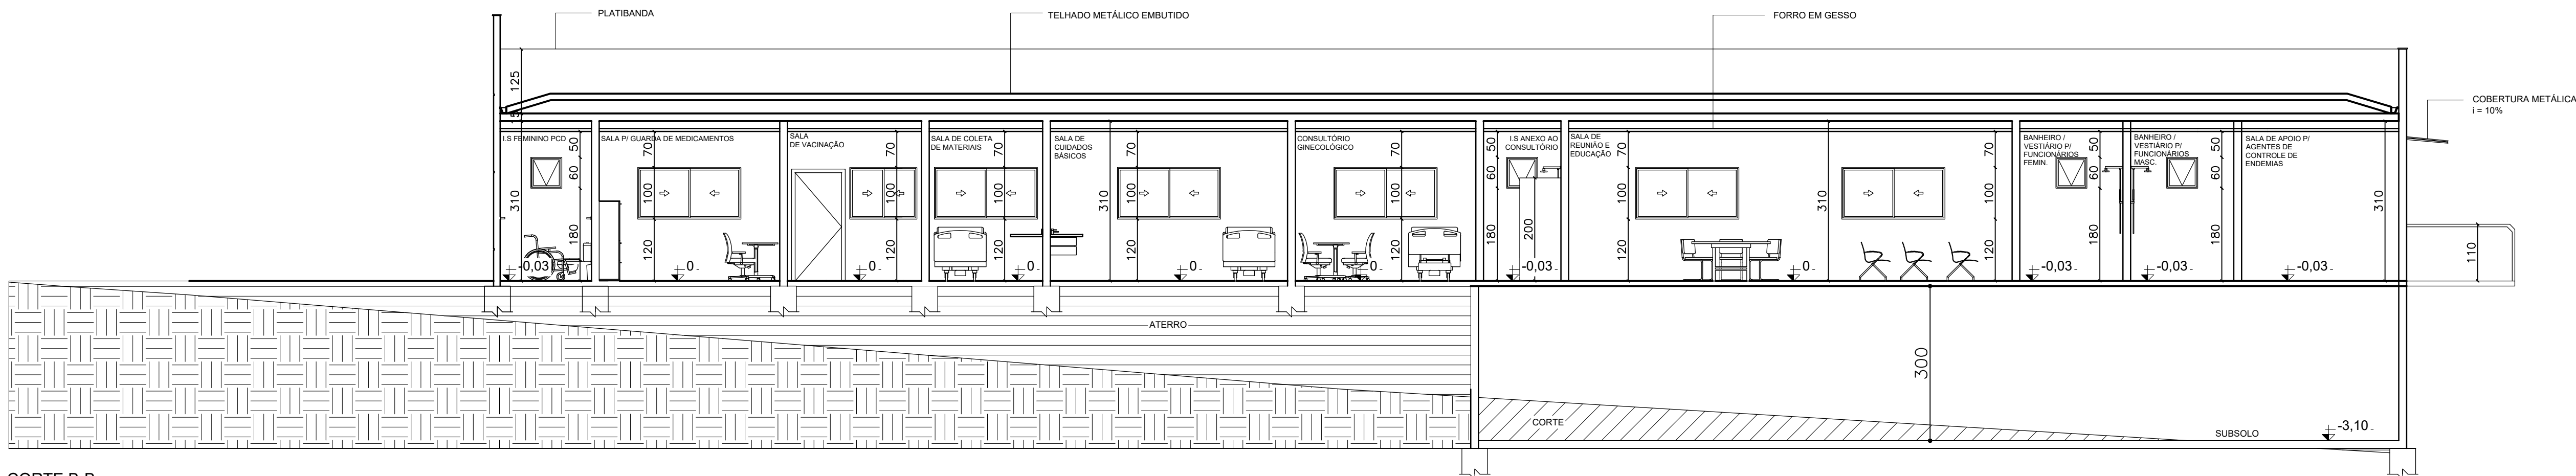 PLATIBANDA
TELHADO METÁLICO EMBUTIDO
FORRO EM GESSO
COBERTURA METÁLICA
i = 10%
125
15
I.S FEMININO PCD
50
60
310
180
-0,03
SALA P/ GUARDA DE MEDICAMENTOS
70
100
120
0
SALA
DE VACINAÇÃO
70
100
120
0
SALA DE COLETA
DE MATERIAIS
70
100
120
0
SALA DE
CUIDADOS
BÁSICOS
310
70
100
120
0
CONSULTÓRIO
GINECOLÓGICO
70
100
120
0
I.S ANEXO AO
CONSULTÓRIO
50
60
180
200
-0,03
SALA DE
REUNIÃO E
EDUCAÇÃO
70
100
120
0
310
70
100
120
BANHEIRO /
VESTIÁRIO P/
FUNCIONÁRIOS
FEMIN.
50
60
180
-0,03
BANHEIRO /
VESTIÁRIO P/
FUNCIONÁRIOS
MASC.
50
60
180
-0,03
SALA DE APOIO P/
AGENTES DE
CONTROLE DE
ENDEMIAS
310
-0,03
110
ATERRO
300
CORTE
SUBSOLO
-3,10